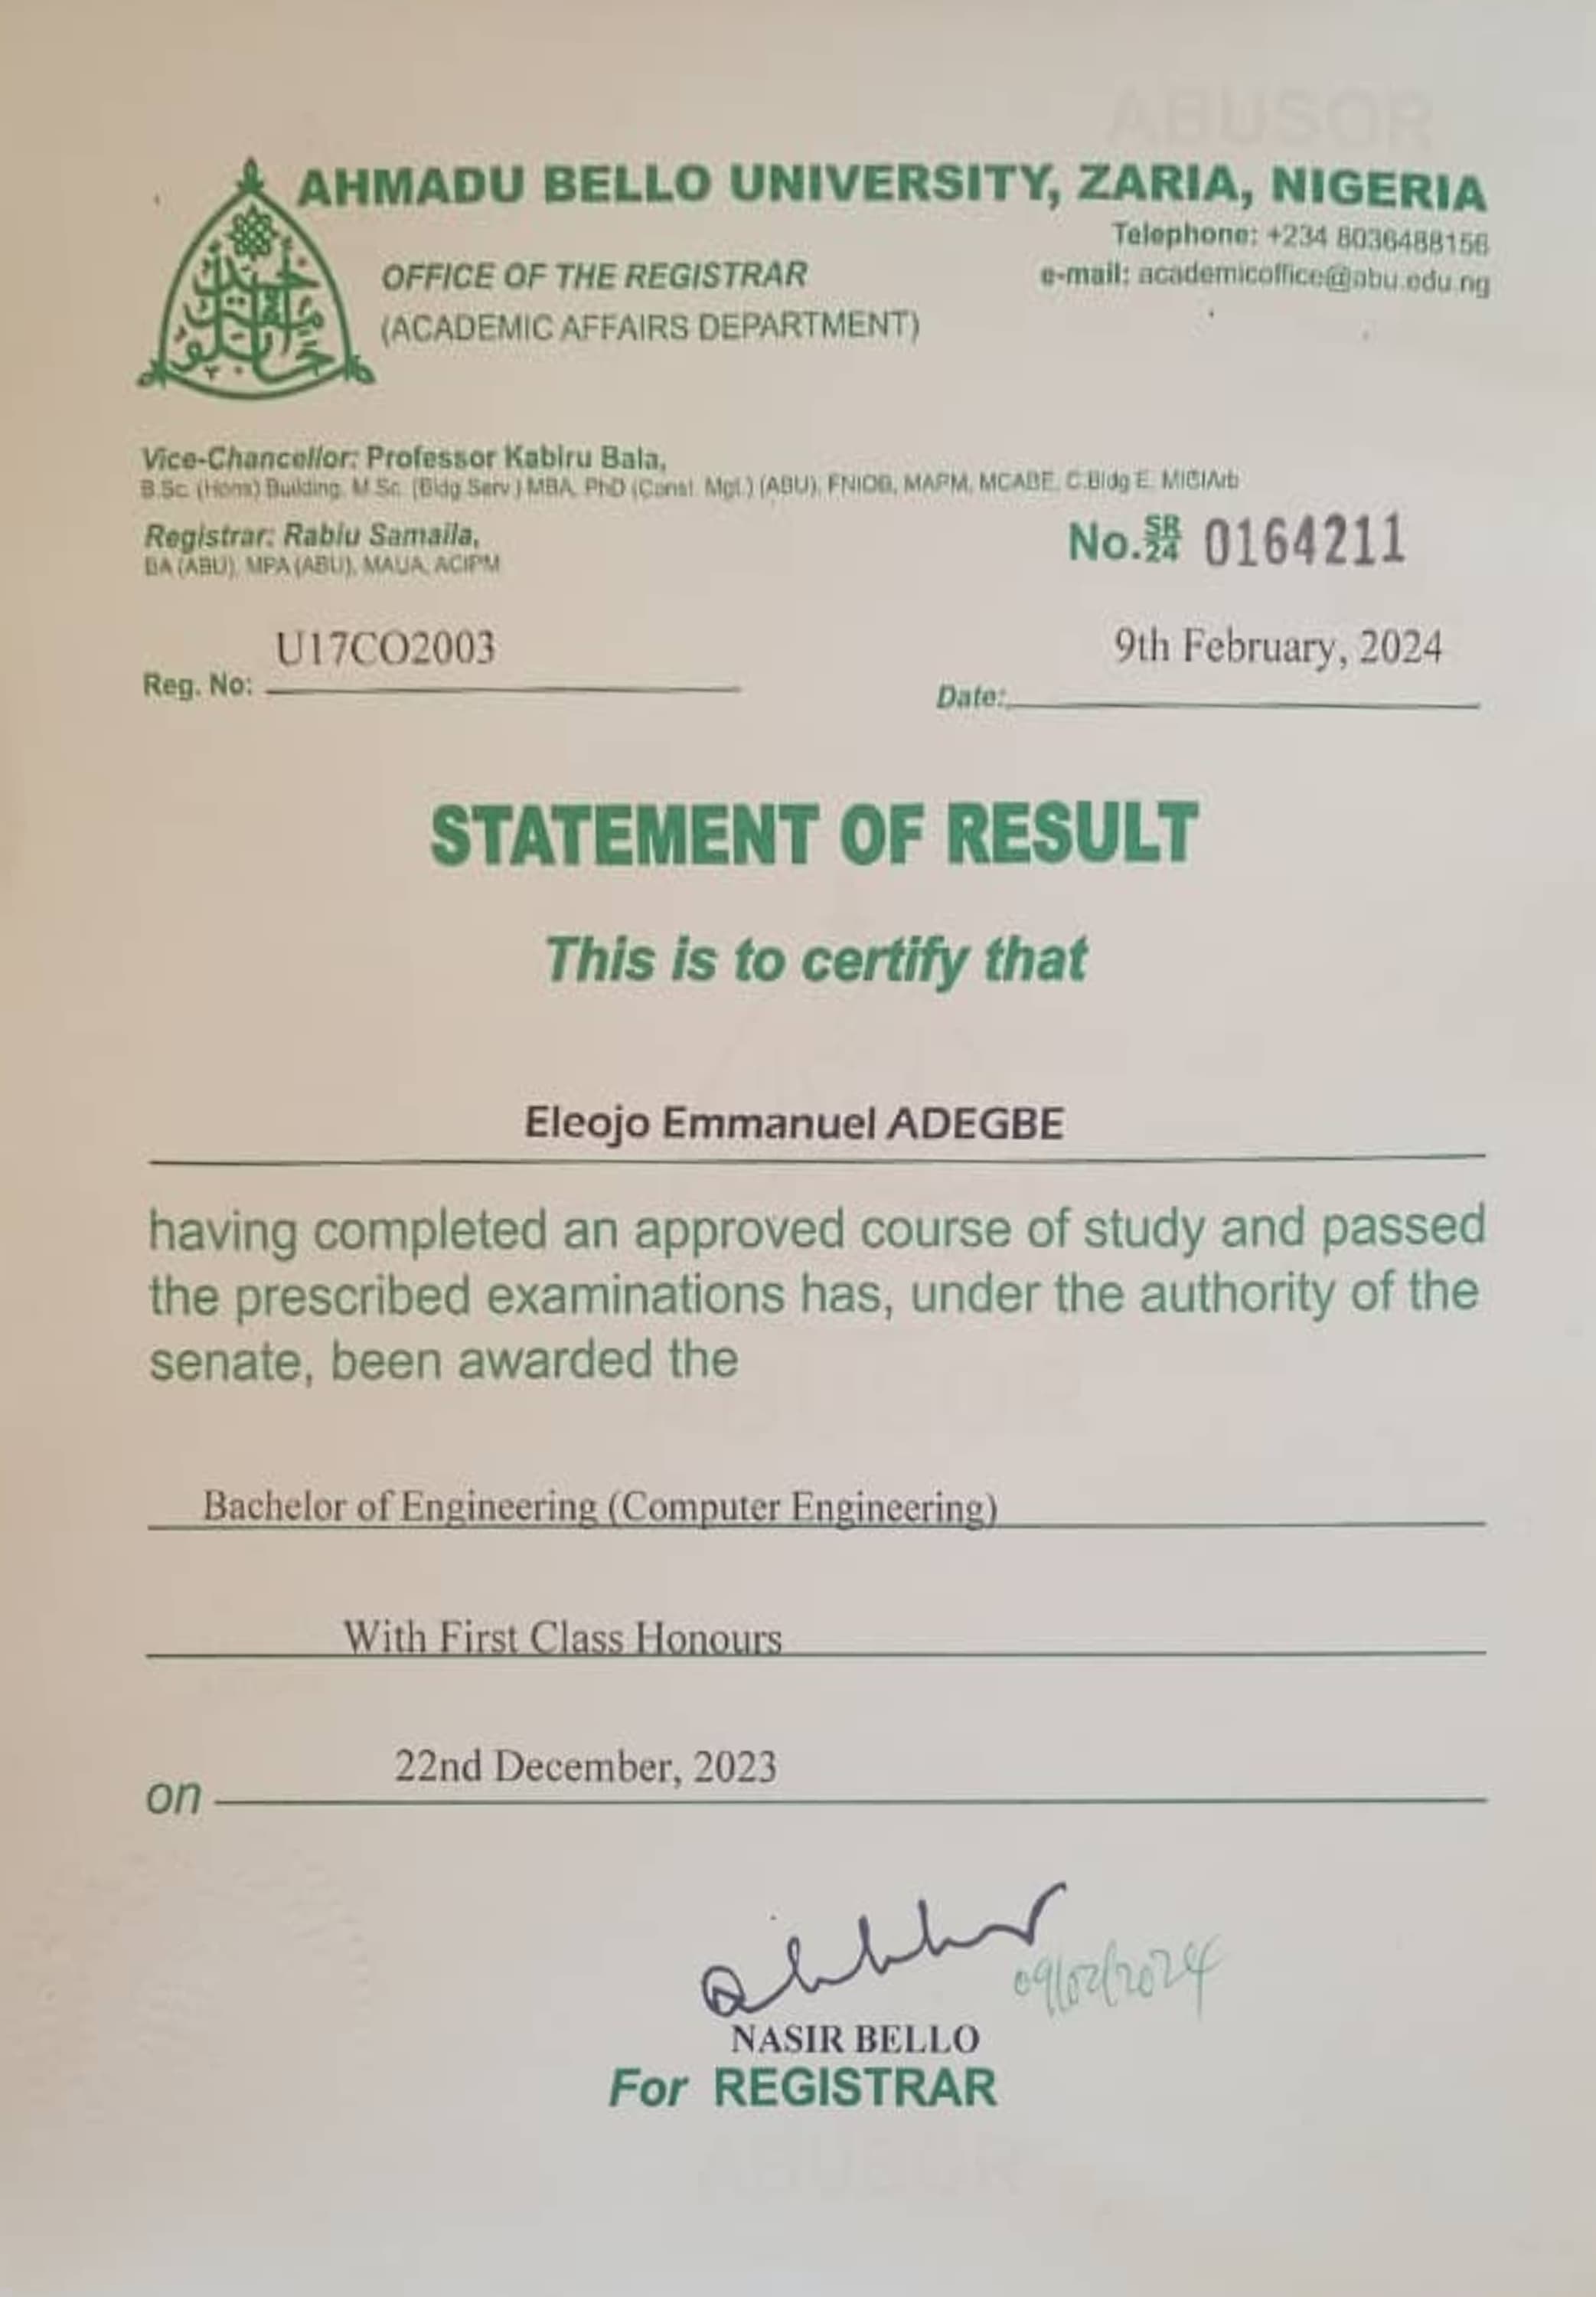 ABUSOR
AHMADU BELLO UNIVERSITY, ZARIA, NIGERIA
Telephone: +234 8036488156
e-mail: academicoffice@abu.edu.ng
OFFICE OF THE REGISTRAR
(ACADEMIC AFFAIRS DEPARTMENT)
Vice-Chancellor: Professor Kabiru Bala,
B.Sc. (Hons) Building, M.Sc. (Bldg Serv.) MBA, PhD (Const. Mgt.) (ABU), FNIOB, MAPM, MCABE, C.Bldg E, MICIArb
Registrar: Rabiu Samaila,
BA (ABU), MPA (ABU), MAUA, ACIPM
No. SR 24 0164211
Reg. No: U17CO2003
Date: 9th February, 2024
STATEMENT OF RESULT
This is to certify that
Eleojo Emmanuel ADEGBE
having completed an approved course of study and passed
the prescribed examinations has, under the authority of the
senate, been awarded the
Bachelor of Engineering (Computer Engineering)
With First Class Honours
on 22nd December, 2023
09/02/2024
NASIR BELLO
For REGISTRAR
ABUSOR